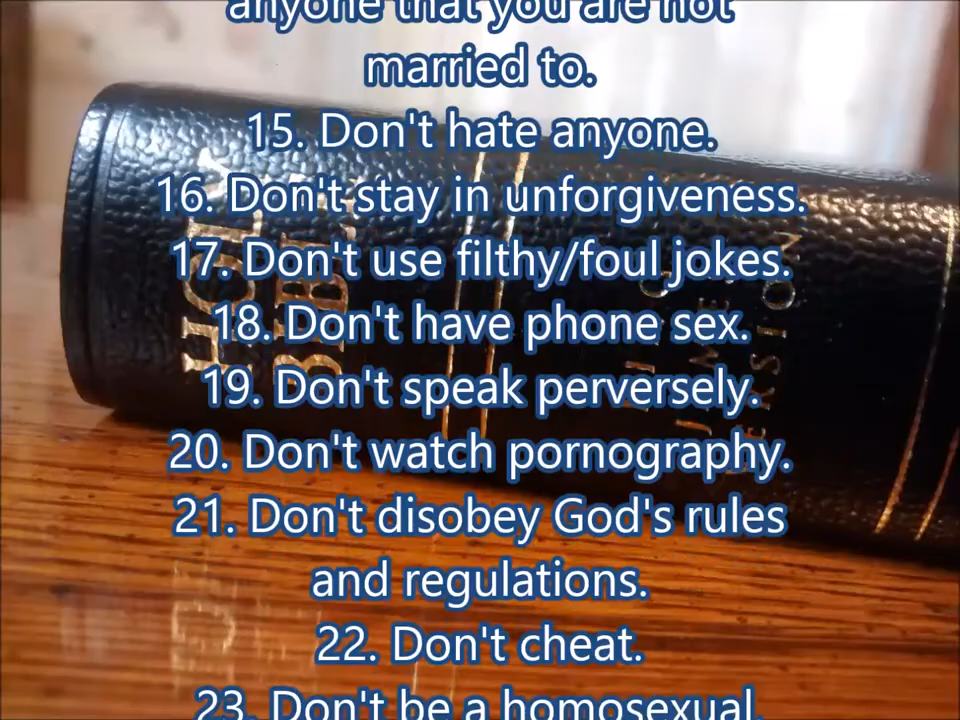 anyone that you are not
married to.
15. Don't hate anyone.
16. Don't stay in unforgiveness.
17. Don't use filthy/foul jokes.
18. Don't have phone sex.
19. Don't speak perversely.
20. Don't watch pornography.
21. Don't disobey God's rules
and regulations.
22. Don't cheat.
23. Don't be a homosexual.
HOLY
BIBLE